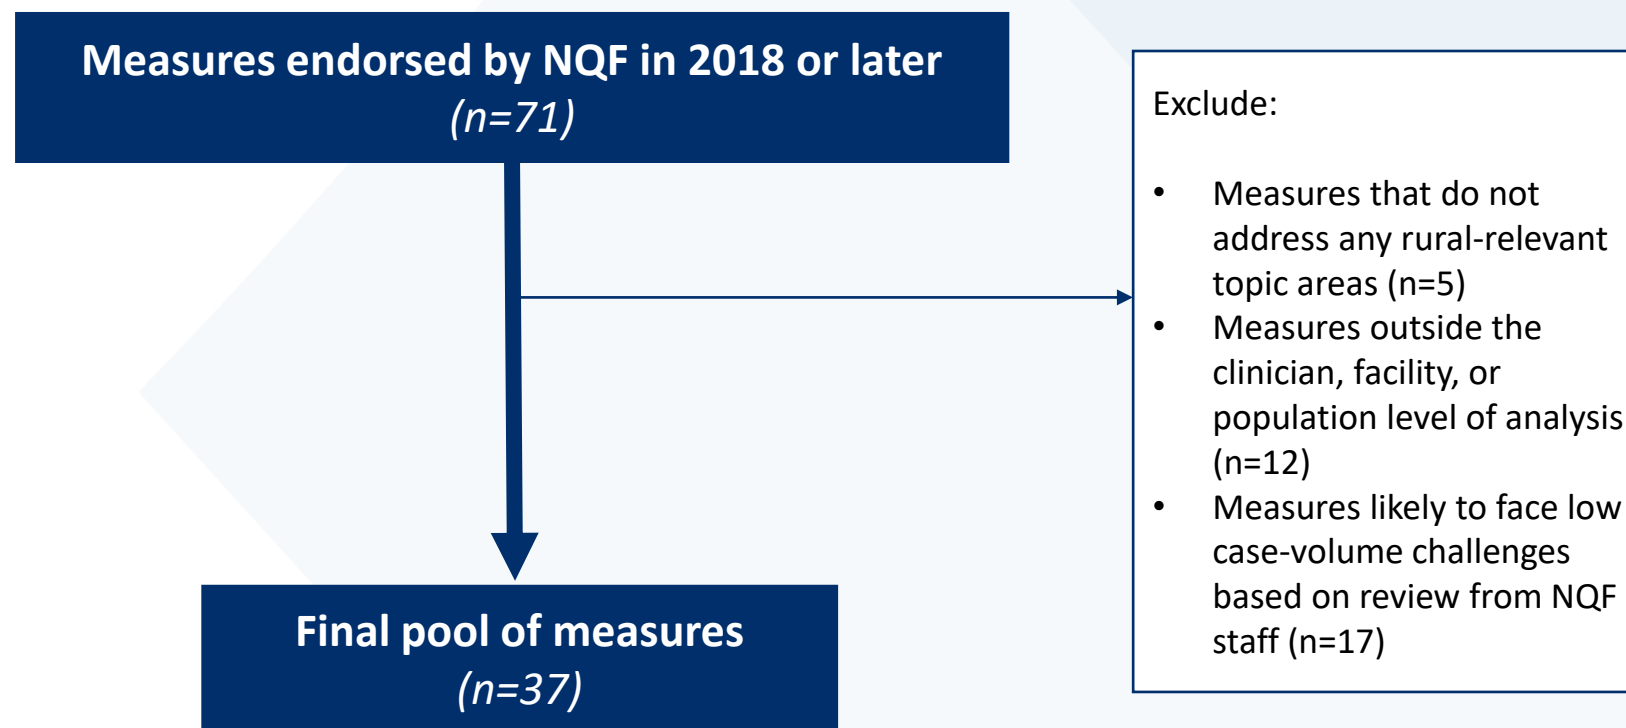 Measures endorsed by NQF in 2018 or later
(n=71)
Exclude:
• Measures that do not
address any rural-relevant
topic areas (n=5)
• Measures outside the
clinician, facility, or
population level of analysis
(n=12)
• Measures likely to face low
case-volume challenges
based on review from NQF
staff (n=17)
Final pool of measures
(n=37)